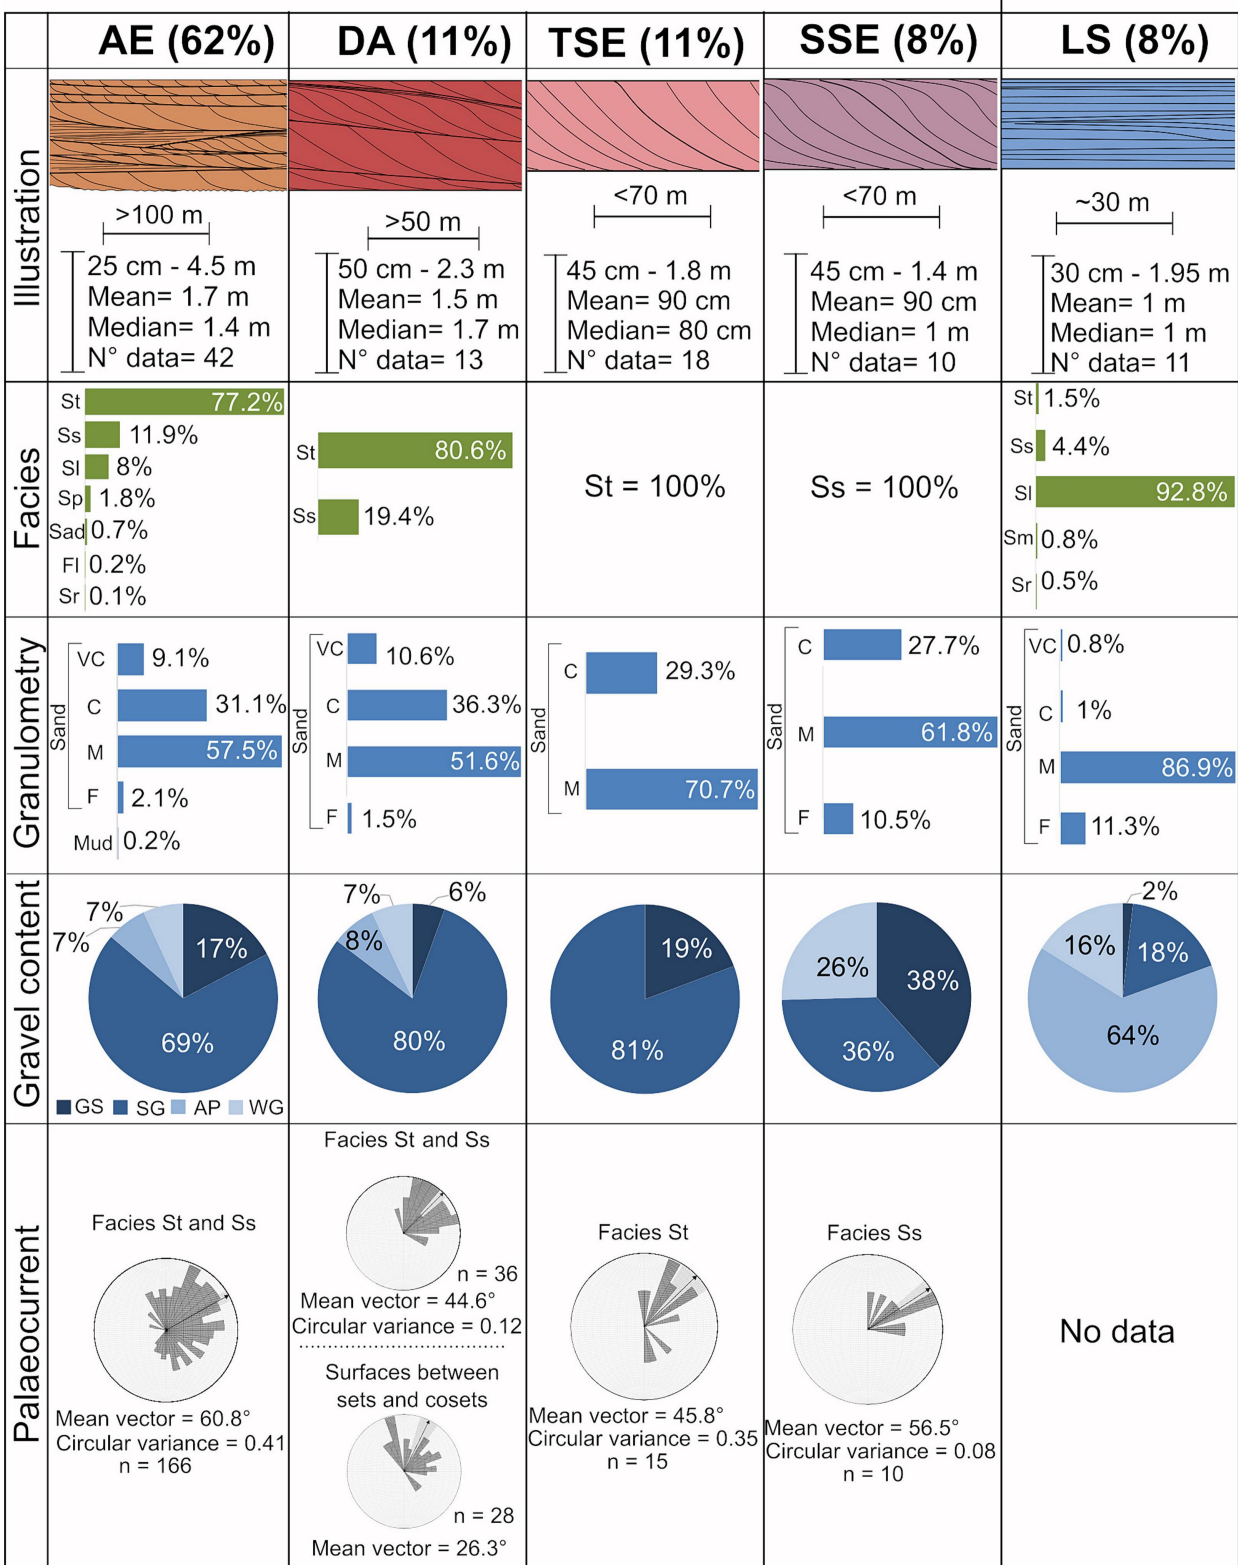 AE (62%)
DA (11%)
TSE (11%)
SSE (8%)
LS (8%)
Illustration
>100 m
25 cm - 4.5 m
Mean= 1.7 m
Median= 1.4 m
N° data= 42
>50 m
50 cm - 2.3 m
Mean= 1.5 m
Median= 1.7 m
N° data= 13
<70 m
45 cm - 1.8 m
Mean= 90 cm
Median= 80 cm
N° data= 18
<70 m
45 cm - 1.4 m
Mean= 90 cm
Median= 1 m
N° data= 10
~30 m
30 cm - 1.95 m
Mean= 1 m
Median= 1 m
N° data= 11
Facies
St 77.2%
Ss 11.9%
Sl 8%
Sp 1.8%
Sad 0.7%
Fl 0.2%
Sr 0.1%
St 80.6%
Ss 19.4%
St = 100%
Ss = 100%
St 1.5%
Ss 4.4%
Sl 92.8%
Sm 0.8%
Sr 0.5%
Granulometry
Sand
VC 9.1%
C 31.1%
M 57.5%
F 2.1%
Mud 0.2%
Sand
VC 10.6%
C 36.3%
M 51.6%
F 1.5%
Sand
C 29.3%
M 70.7%
Sand
C 27.7%
M 61.8%
F 10.5%
Sand
VC 0.8%
C 1%
M 86.9%
F 11.3%
Gravel content
7%
7%
17%
69%
GS SG AP WG
7%
6%
8%
80%
19%
81%
26%
38%
36%
2%
16%
18%
64%
Palaeocurrent
Facies St and Ss
Mean vector = 60.8°
Circular variance = 0.41
n = 166
Facies St and Ss
n = 36
Mean vector = 44.6°
Circular variance = 0.12
Surfaces between
sets and cosets
n = 28
Mean vector = 26.3°
Facies St
Mean vector = 45.8°
Circular variance = 0.35
n = 15
Facies Ss
Mean vector = 56.5°
Circular variance = 0.08
n = 10
No data